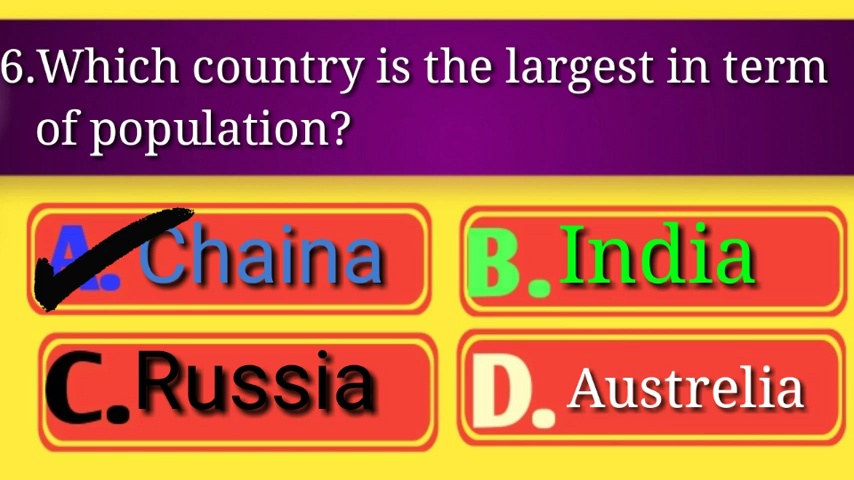 6.Which country is the largest in term
of population?
A. Chaina
B. India
C. Russia
D. Austrelia